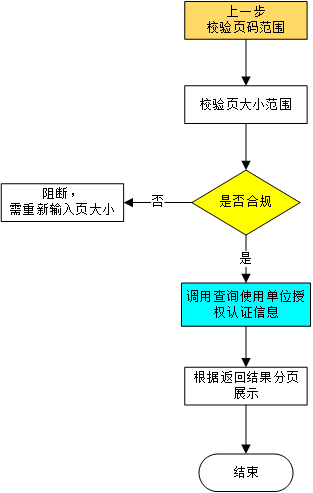 上一步
校验页码范围
校验页大小范围
是否合规
否
阻断，
需重新输入页大小
是
调用查询使用单位授
权认证信息
根据返回结果分页
展示
结束